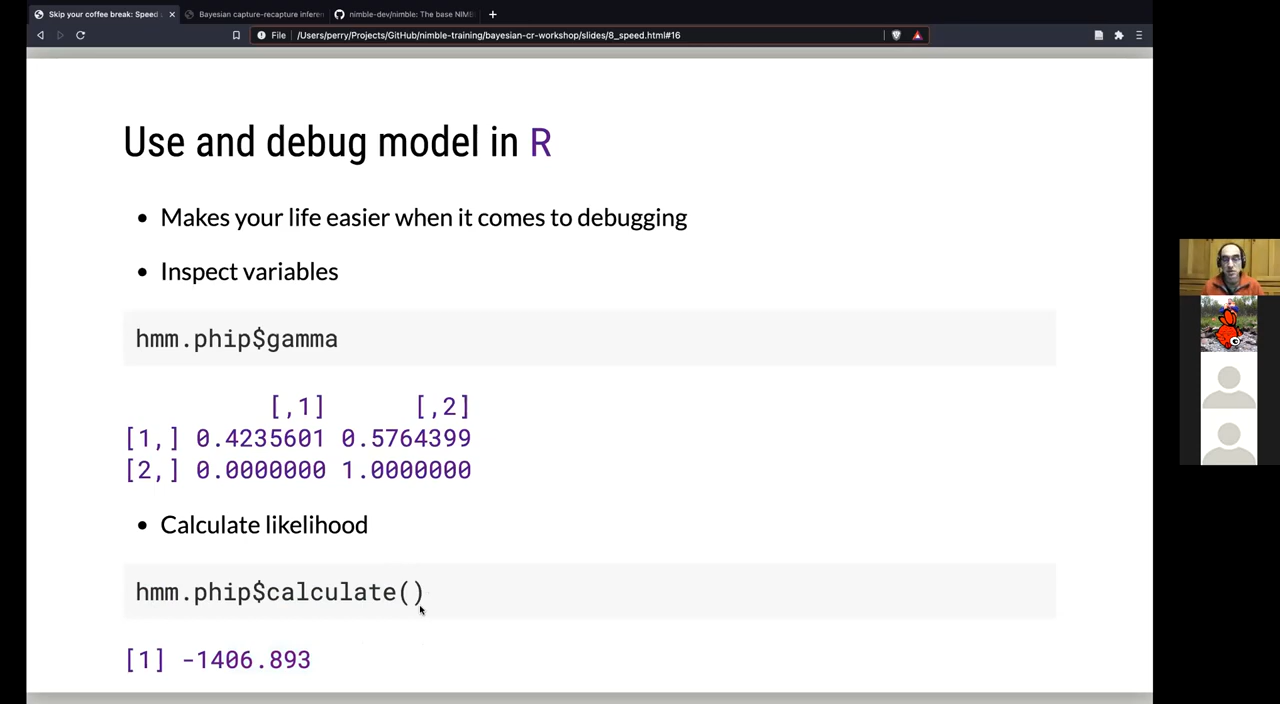 Skip your coffee break: Speed
Bayesian capture-recapture inferen
nimble-dev/nimble: The base NIMB
File
/Users/perry/Projects/GitHub/nimble-training/bayesian-cr-workshop/slides/8_speed.html#16
Use and debug model in R
• Makes your life easier when it comes to debugging
• Inspect variables
hmm.phip$gamma
[,1] [,2]
[1,] 0.4235601 0.5764399
[2,] 0.0000000 1.0000000
• Calculate likelihood
hmm.phip$calculate()
[1] -1406.893